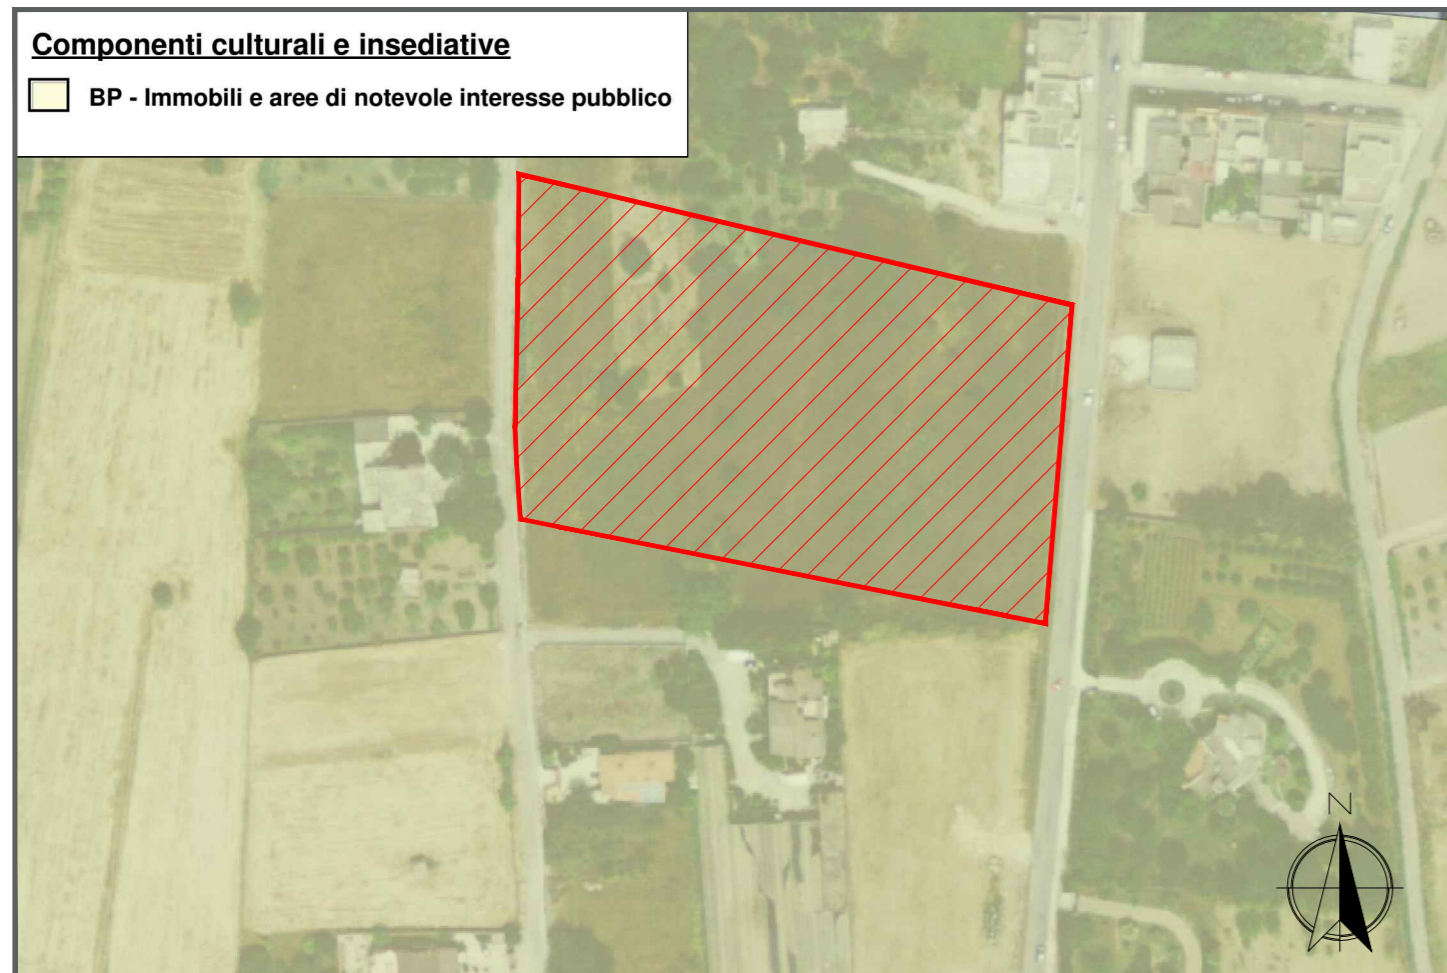 Componenti culturali e insediative
BP - Immobili e aree di notevole interesse pubblico
N